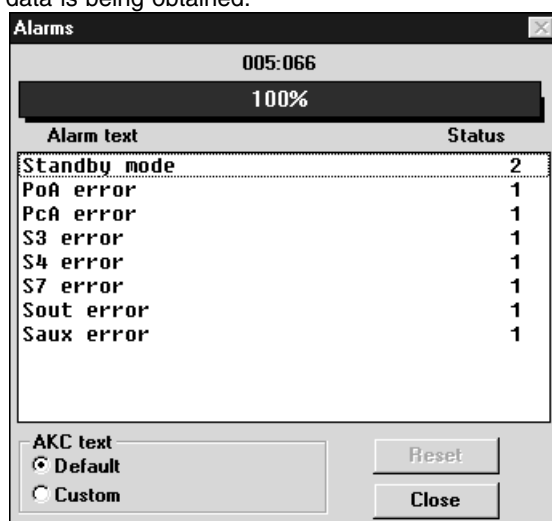 data is being obtained.
Alarms
005:066
100%
Alarm text Status
Standby mode 2
PoA error 1
PcA error 1
S3 error 1
S4 error 1
S7 error 1
Sout error 1
Saux error 1
AKC text
Default
Custom
Reset
Close